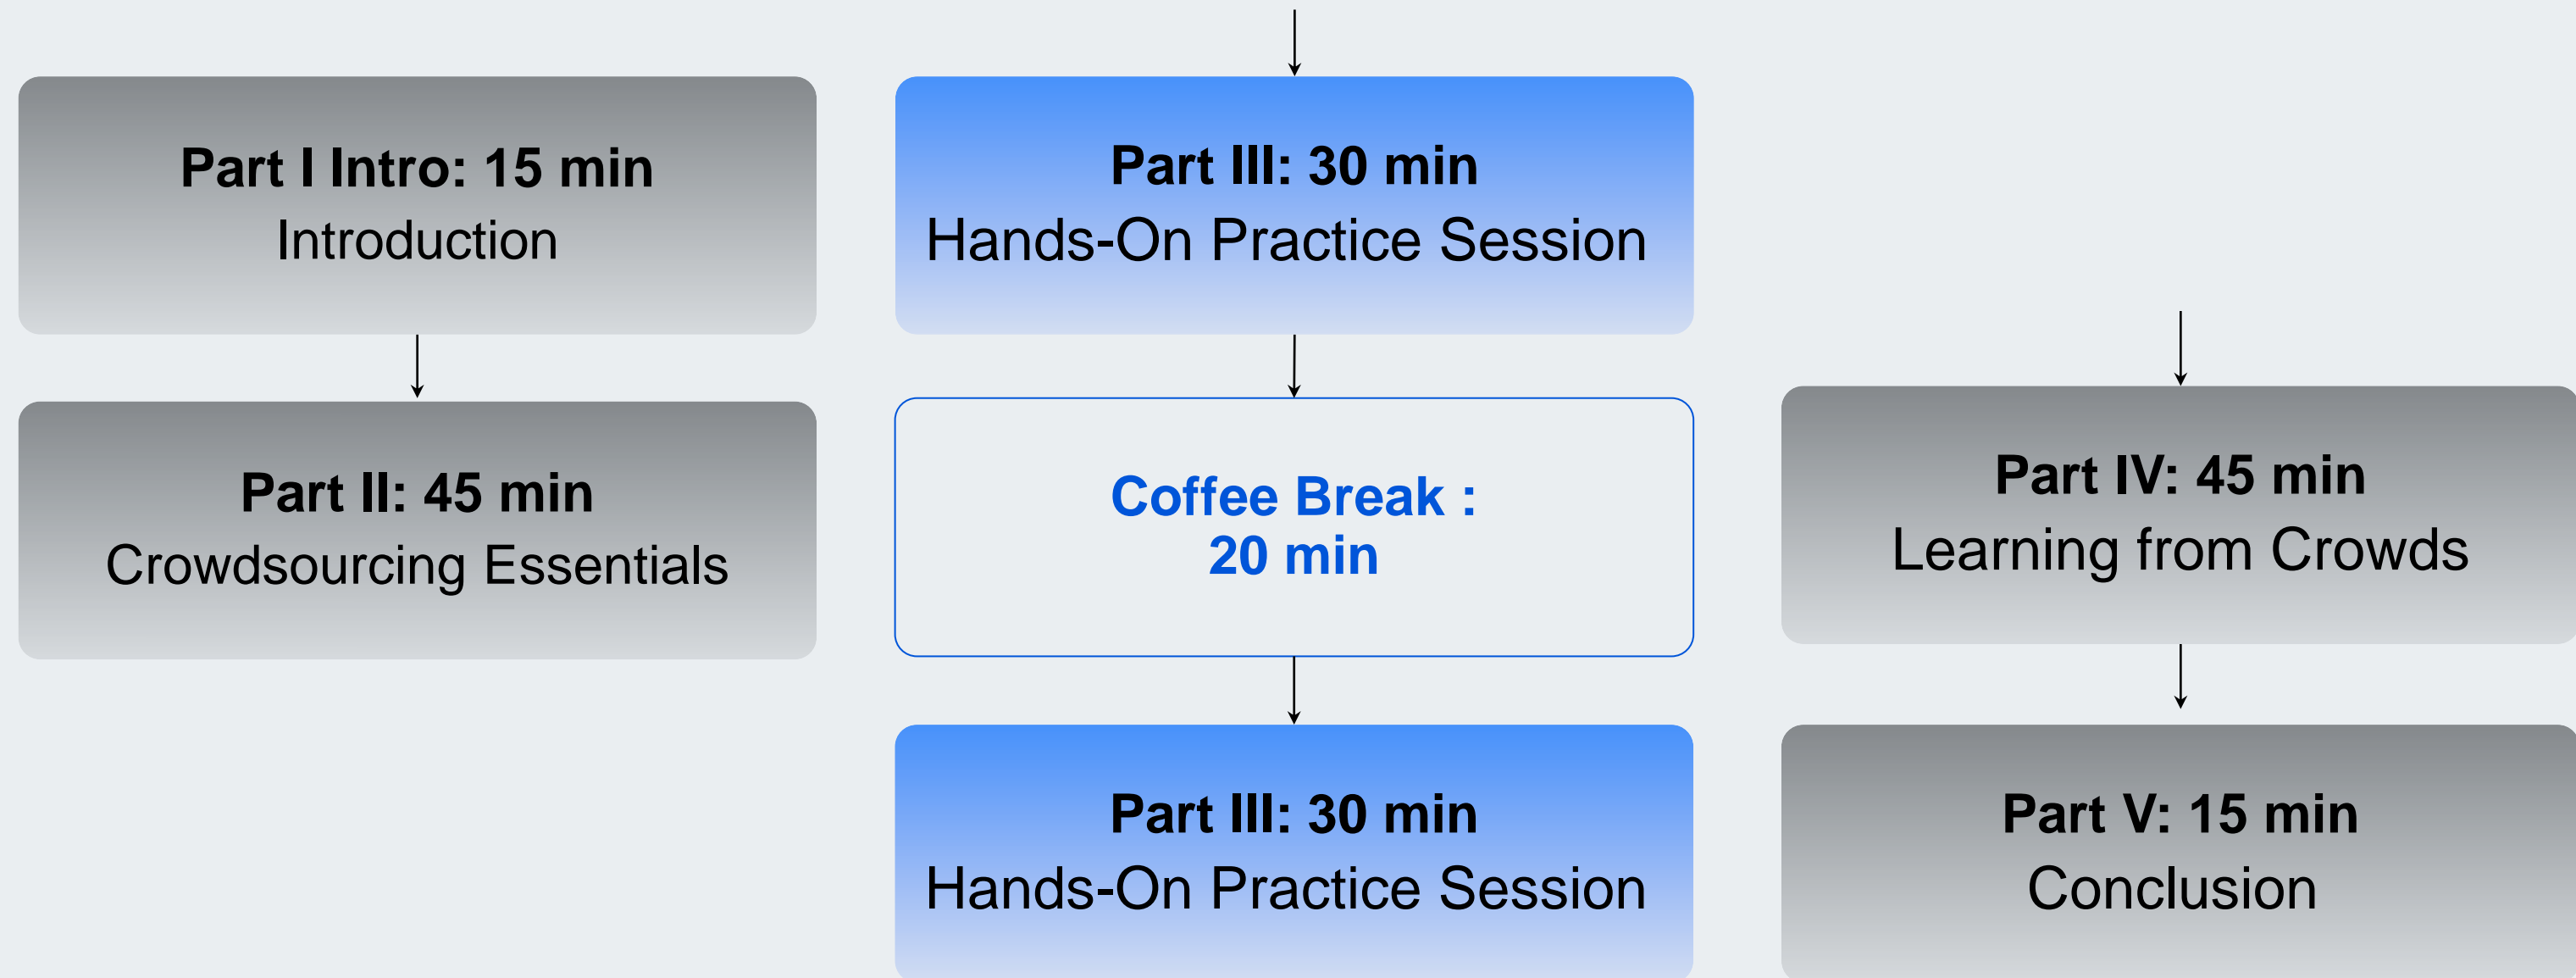 Part I Intro: 15 min
Introduction
Part II: 45 min
Crowdsourcing Essentials
Part III: 30 min
Hands-On Practice Session
Coffee Break :
20 min
Part III: 30 min
Hands-On Practice Session
Part IV: 45 min
Learning from Crowds
Part V: 15 min
Conclusion